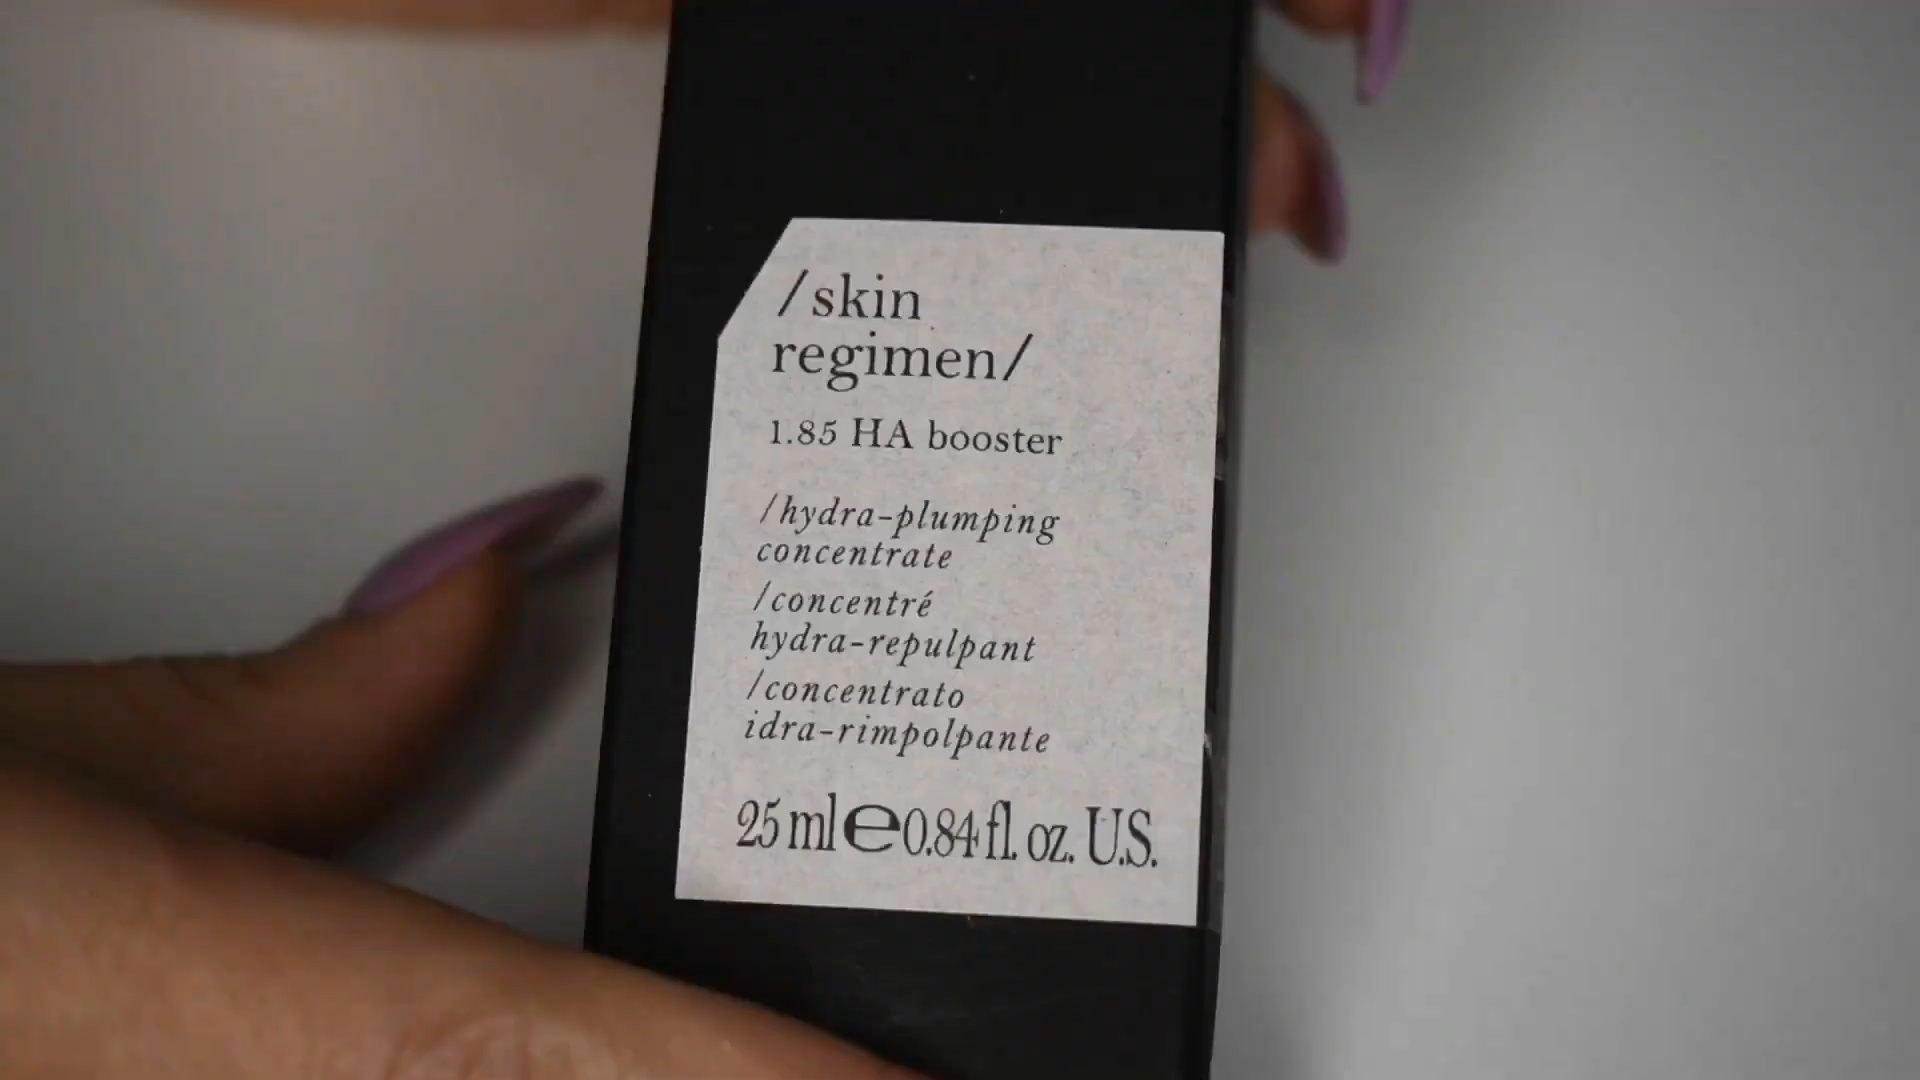 /skin
regimen/
1.85 HA booster
/hydra-plumping
concentrate
/concentré
hydra-repulpant
/concentrato
idra-rimpolpante
25 ml ℮ 0.84 fl. oz. U.S.